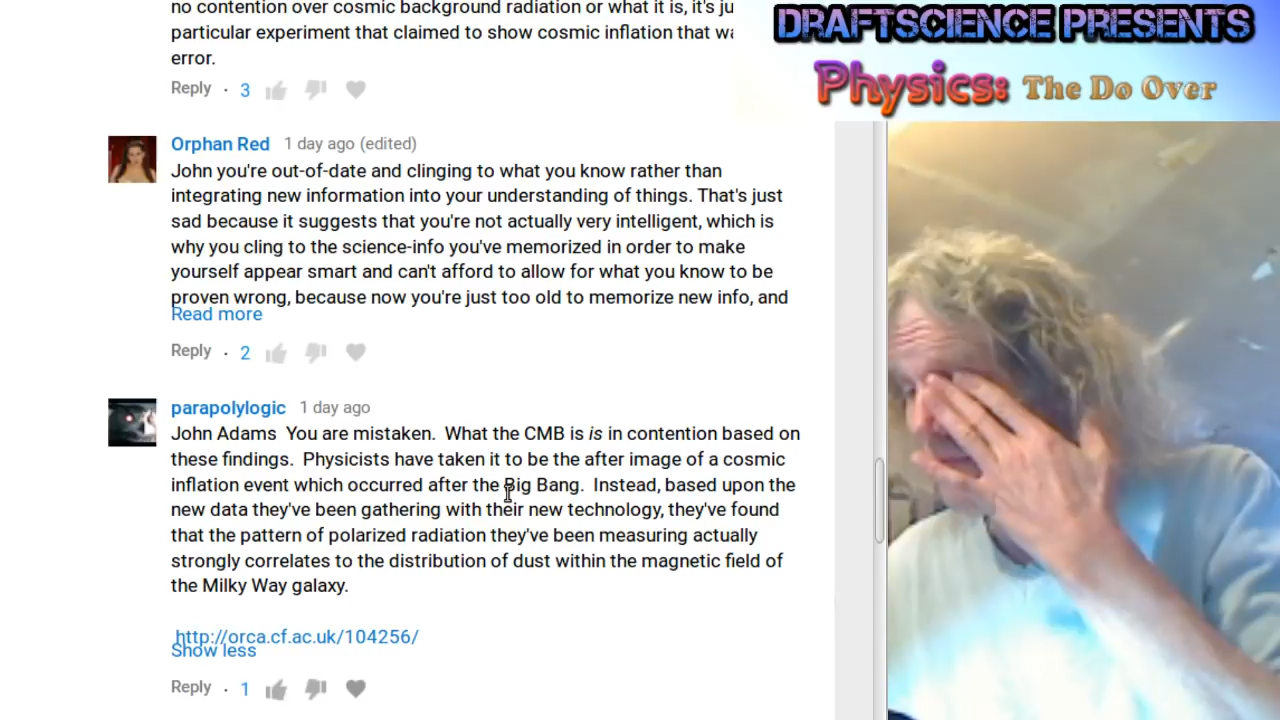 no contention over cosmic background radiation or what it is, it's ju
particular experiment that claimed to show cosmic inflation that wa
error.
Reply · 3
DRAFTSCIENCE PRESENTS
Physics: The Do Over
Orphan Red 1 day ago (edited)
John you're out-of-date and clinging to what you know rather than
integrating new information into your understanding of things. That's just
sad because it suggests that you're not actually very intelligent, which is
why you cling to the science-info you've memorized in order to make
yourself appear smart and can't afford to allow for what you know to be
proven wrong, because now you're just too old to memorize new info, and
Read more
Reply · 2
parapolylogic 1 day ago
John Adams You are mistaken. What the CMB is is in contention based on
these findings. Physicists have taken it to be the after image of a cosmic
inflation event which occurred after the Big Bang. Instead, based upon the
new data they've been gathering with their new technology, they've found
that the pattern of polarized radiation they've been measuring actually
strongly correlates to the distribution of dust within the magnetic field of
the Milky Way galaxy.
http://orca.cf.ac.uk/104256/
Show less
Reply · 1